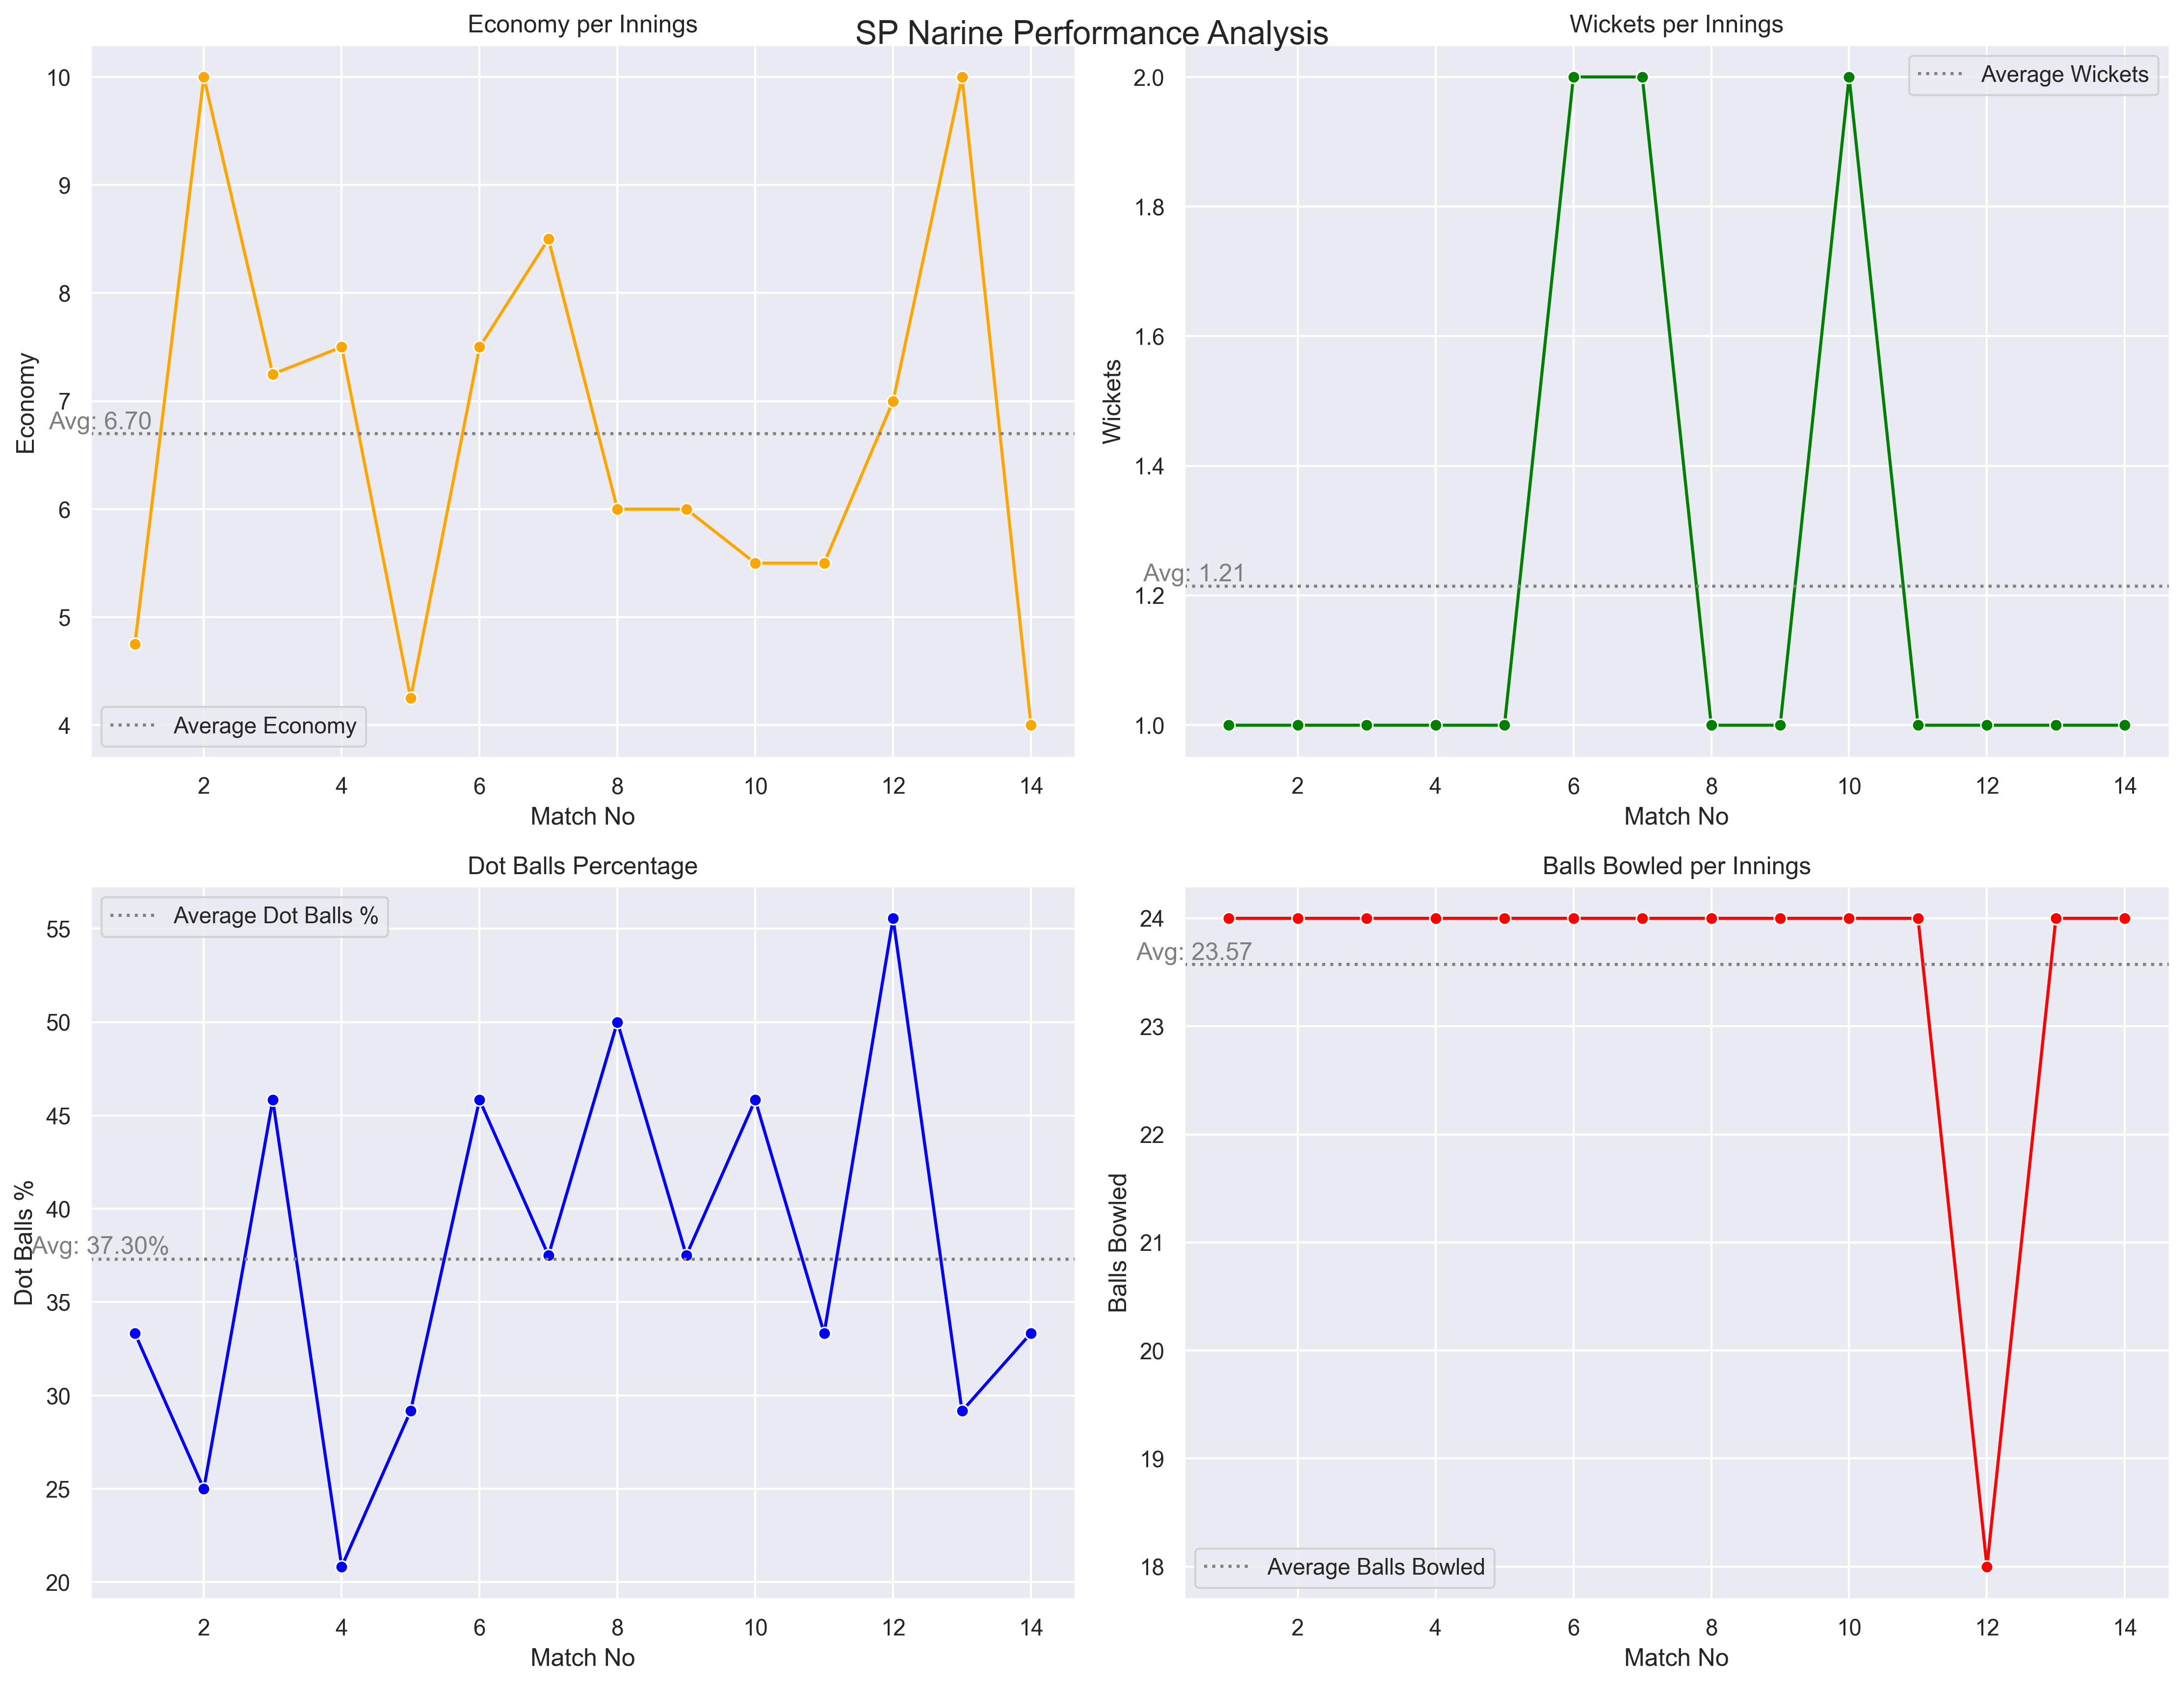 SP Narine Performance Analysis
Economy per Innings
10
9
8
7
6
5
4
Economy
Avg: 6.70
Average Economy
2 4 6 8 10 12 14
Match No
Wickets per Innings
2.0
1.8
1.6
1.4
1.2
1.0
Wickets
Avg: 1.21
Average Wickets
2 4 6 8 10 12 14
Match No
Dot Balls Percentage
55
50
45
40
35
30
25
20
Dot Balls %
Avg: 37.30%
Average Dot Balls %
2 4 6 8 10 12 14
Match No
Balls Bowled per Innings
24
23
22
21
20
19
18
Balls Bowled
Avg: 23.57
Average Balls Bowled
2 4 6 8 10 12 14
Match No